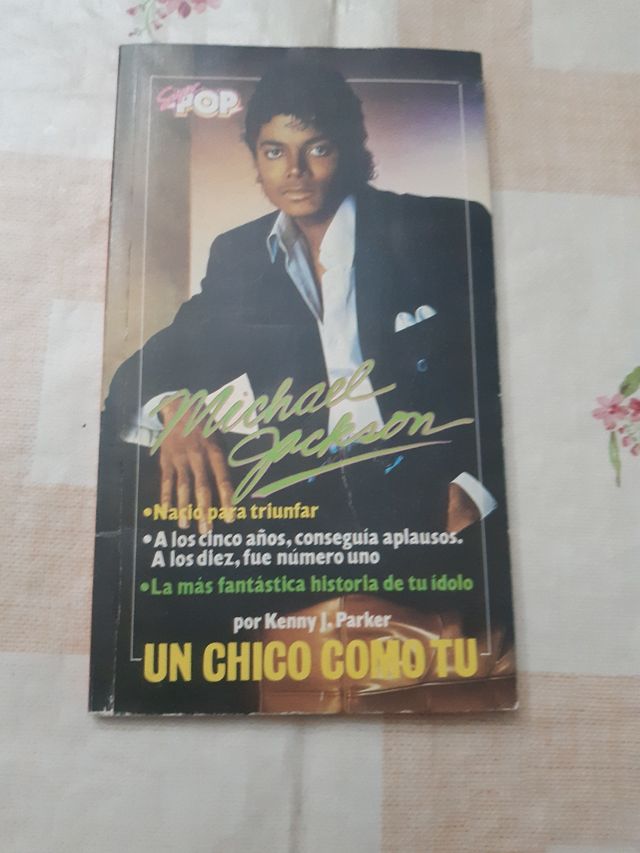 Super
POP
Michael
Jackson
•Nació para triunfar
•A los cinco años, conseguía aplausos.
A los diez, fue número uno
•La más fantástica historia de tu ídolo
por Kenny J. Parker
UN CHICO COMO TU